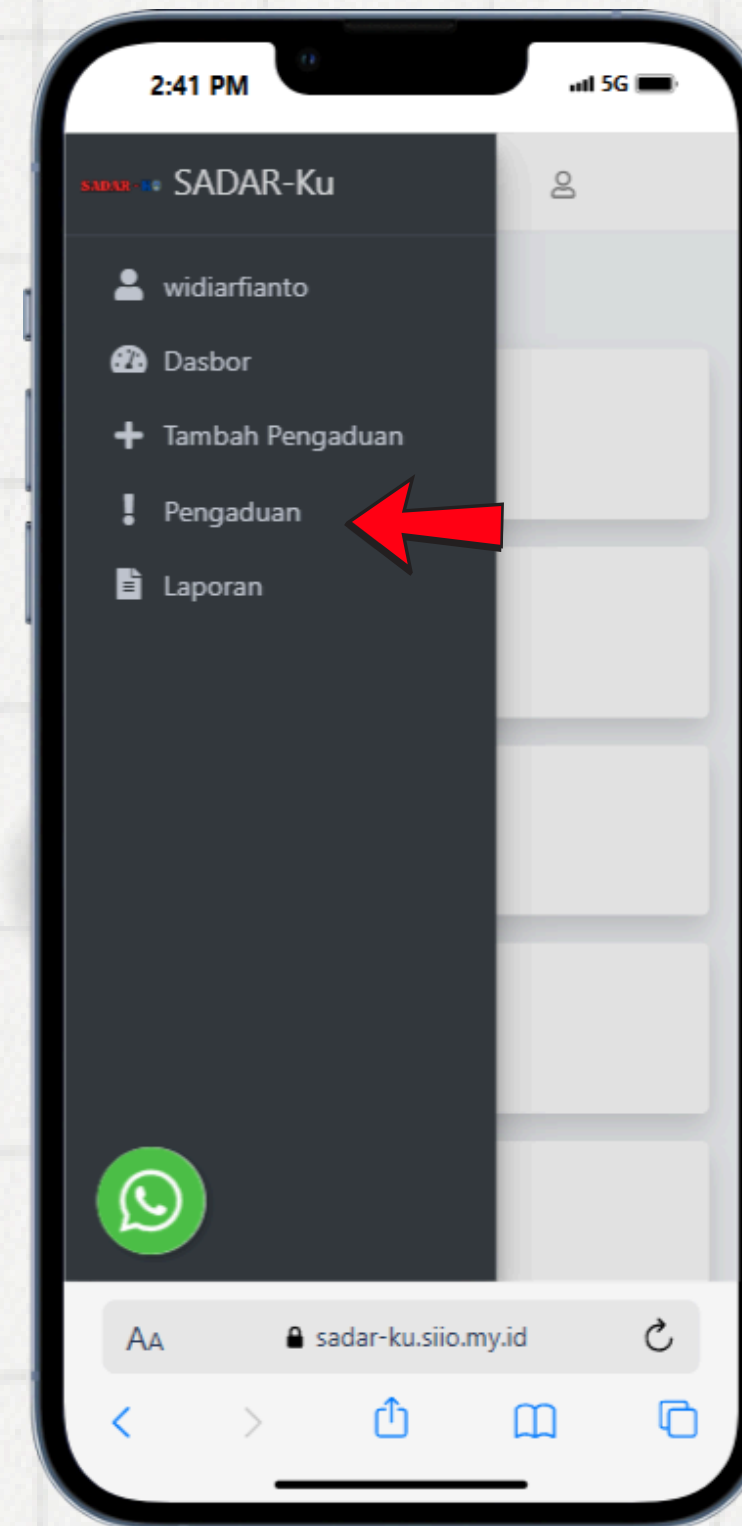 2:41 PM
5G
SADAR-Ku
widiarfianto
Dasbor
Tambah Pengaduan
Pengaduan
Laporan
AA
sadar-ku.siio.my.id